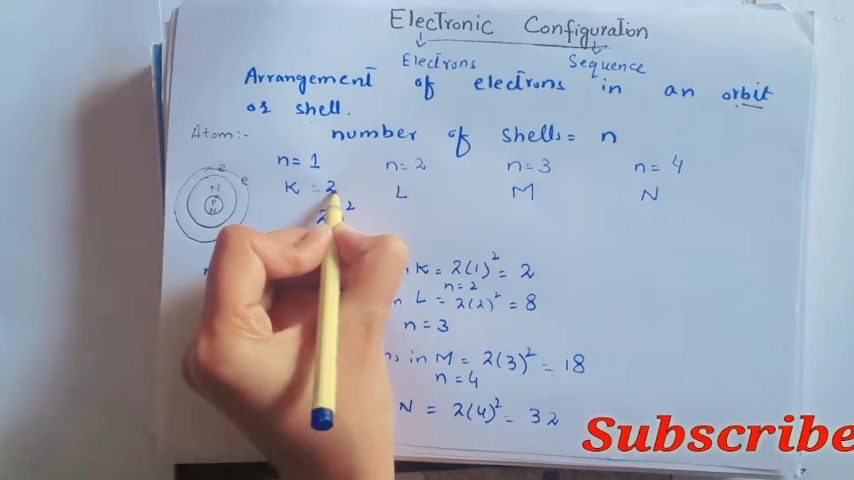 Electronic Configuration
Electrons Sequence
Arrangement of electrons in an orbit
or shell.
Atom:- number of shells = n
n = 1 n = 2 n = 3 n = 4
K = 2 L M N
e
e
N
P
N
2
K = 2(1)² = 2
n = 2
L = 2(2)² = 8
n = 3
ns in M = 2(3)² = 18
n = 4
N = 2(4)² = 32
Subscribe